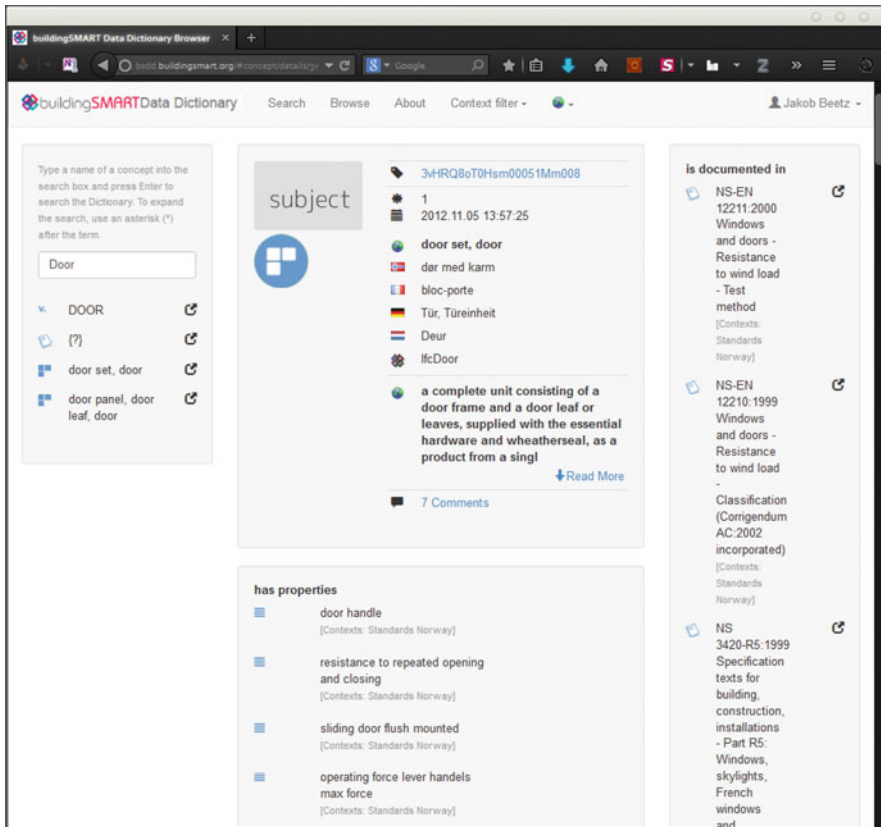 buildingSMART Data Dictionary Browser
bsdd.buildingsmart.org/#concept/details/3v
Google
buildingSMARTData Dictionary
Search
Browse
About
Context filter
Jakob Beetz
Type a name of a concept into the
search box and press Enter to
search the Dictionary. To expand
the search, use an asterisk (*)
after the term.
Door
v. DOOR
{?}
door set, door
door panel, door
leaf, door
subject
3vHRQ8oT0Hsm00051Mm008
1
2012.11.05 13:57:25
door set, door
dør med karm
bloc-porte
Tür, Türeinheit
Deur
IfcDoor
a complete unit consisting of a
door frame and a door leaf or
leaves, supplied with the essential
hardware and wheatherseal, as a
product from a singl
Read More
7 Comments
has properties
door handle
[Contexts: Standards Norway]
resistance to repeated opening
and closing
[Contexts: Standards Norway]
sliding door flush mounted
[Contexts: Standards Norway]
operating force lever handels
max force
[Contexts: Standards Norway]
is documented in
NS-EN
12211:2000
Windows
and doors -
Resistance
to wind load
- Test
method
[Contexts:
Standards
Norway]
NS-EN
12210:1999
Windows
and doors -
Resistance
to wind load
-
Classification
(Corrigendum
AC:2002
incorporated)
[Contexts:
Standards
Norway]
NS
3420-R5:1999
Specification
texts for
building,
construction,
installations
- Part R5:
Windows,
skylights,
French
windows
and